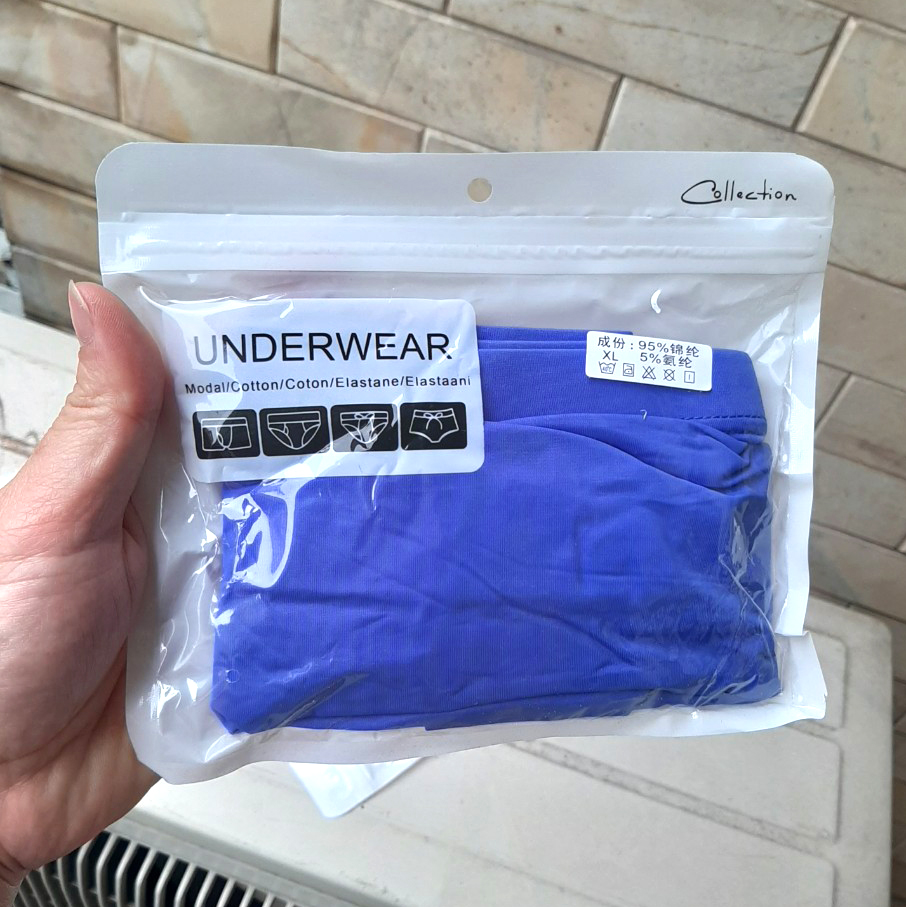 Collection
UNDERWEAR
Modal/Cotton/Coton/Elastane/Elastaani
成份：95%锦纶
XL 5%氨纶